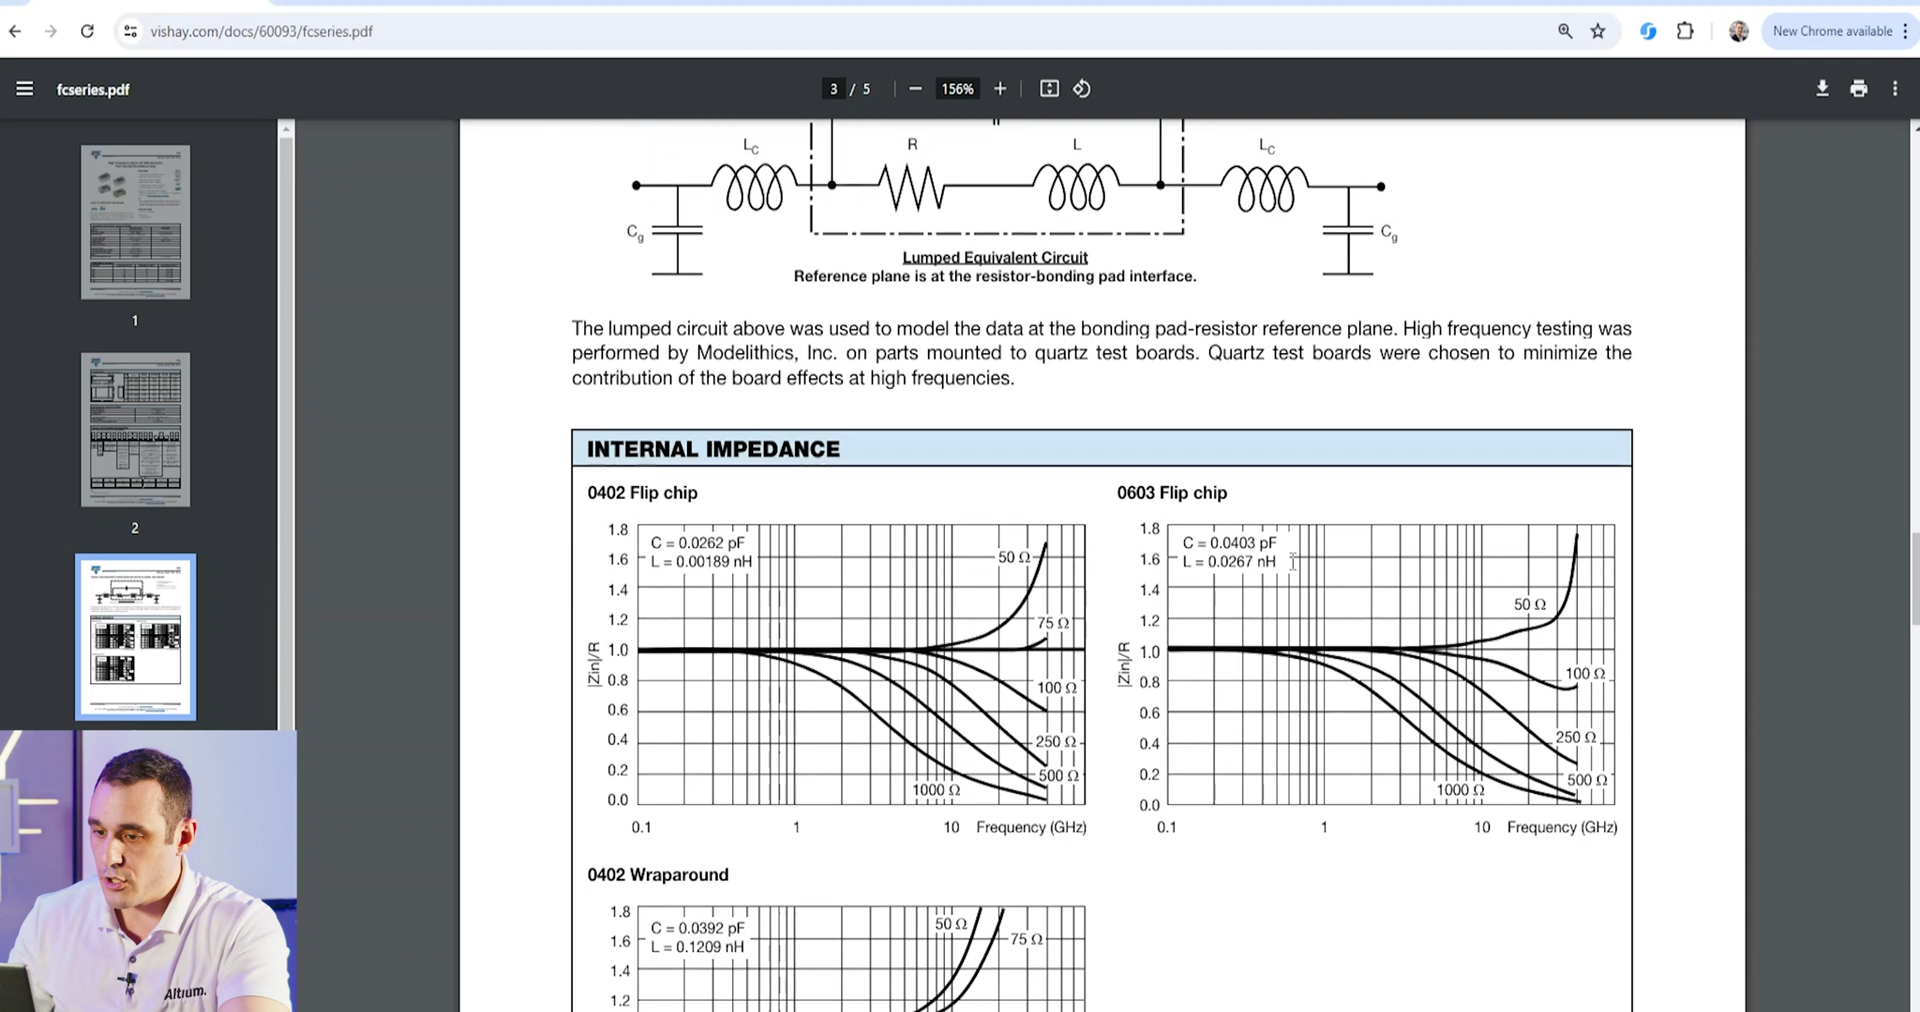 vishay.com/docs/60093/fcseries.pdf
New Chrome available
fcseries.pdf
3 / 5
156%
1
2
LC
R
L
LC
Cg
Cg
Lumped Equivalent Circuit
Reference plane is at the resistor-bonding pad interface.
The lumped circuit above was used to model the data at the bonding pad-resistor reference plane. High frequency testing was
performed by Modelithics, Inc. on parts mounted to quartz test boards. Quartz test boards were chosen to minimize the
contribution of the board effects at high frequencies.
INTERNAL IMPEDANCE
0402 Flip chip
1.8
1.6
1.4
1.2
1.0
0.8
0.6
0.4
0.2
0.0
|Zin|/R
C = 0.0262 pF
L = 0.00189 nH
50 Ω
75 Ω
100 Ω
250 Ω
500 Ω
1000 Ω
0.1
1
10
Frequency (GHz)
0603 Flip chip
1.8
1.6
1.4
1.2
1.0
0.8
0.6
0.4
0.2
0.0
|Zin|/R
C = 0.0403 pF
L = 0.0267 nH
50 Ω
100 Ω
250 Ω
500 Ω
1000 Ω
0.1
1
10
Frequency (GHz)
0402 Wraparound
1.8
1.6
1.4
1.2
C = 0.0392 pF
L = 0.1209 nH
50 Ω
75 Ω
Altium.